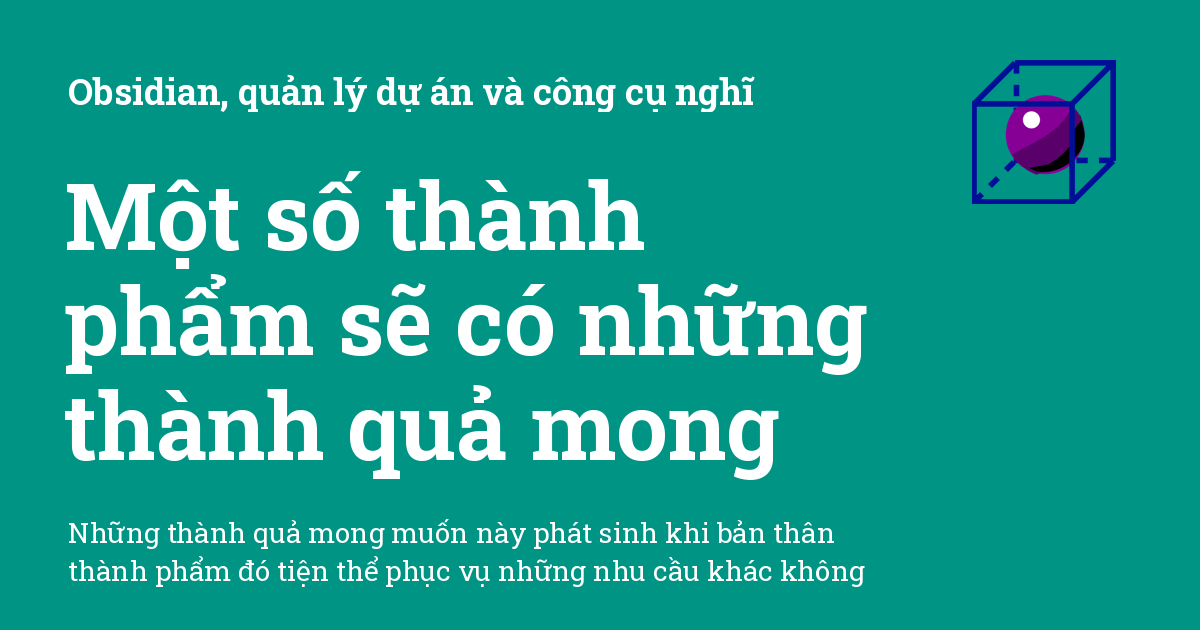 Obsidian, quản lý dự án và công cụ nghĩ
Một số thành
phẩm sẽ có những
thành quả mong
Những thành quả mong muốn này phát sinh khi bản thân
thành phẩm đó tiện thể phục vụ những nhu cầu khác không